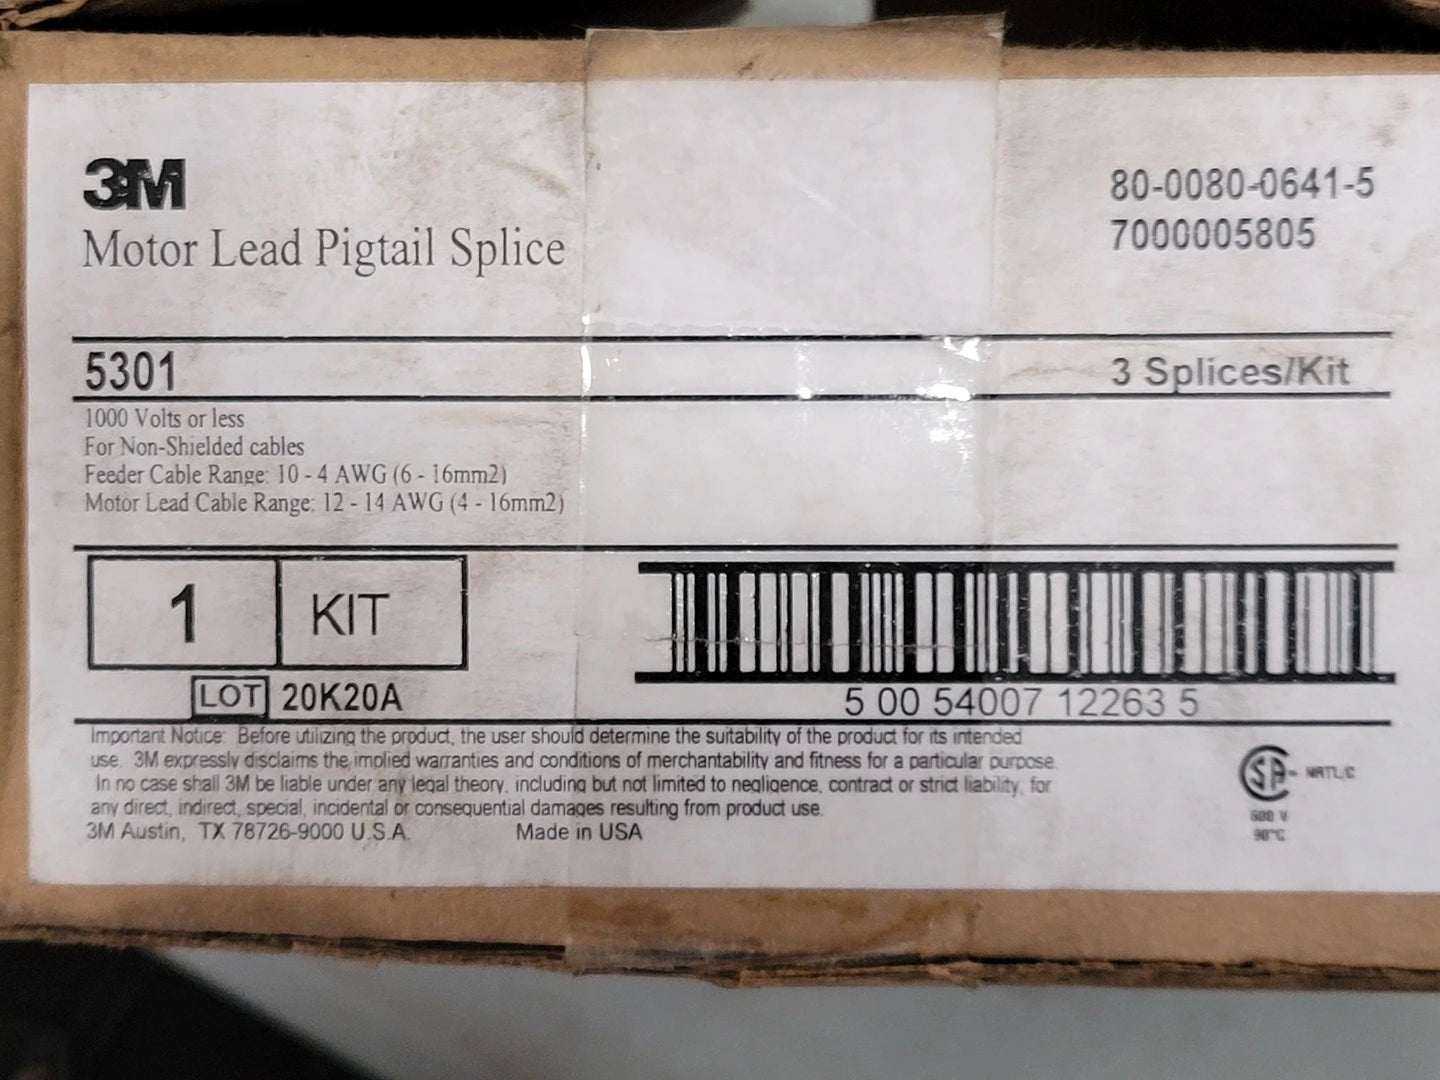 3M
Motor Lead Pigtail Splice
80-0080-0641-5
7000005805
5301
3 Splices/Kit
1000 Volts or less
For Non-Shielded cables
Feeder Cable Range: 10 - 4 AWG (6 - 16mm2)
Motor Lead Cable Range: 12 - 14 AWG (4 - 16mm2)
1 KIT
LOT 20K20A
5 00 54007 12263 5
Important Notice: Before utilizing the product, the user should determine the suitability of the product for its intended
use. 3M expressly disclaims the implied warranties and conditions of merchantability and fitness for a particular purpose.
In no case shall 3M be liable under any legal theory, including but not limited to negligence, contract or strict liability, for
any direct, indirect, special, incidental or consequential damages resulting from product use.
3M Austin, TX 78726-9000 U.S.A. Made in USA
SA NRTL/C
600 V
90°C